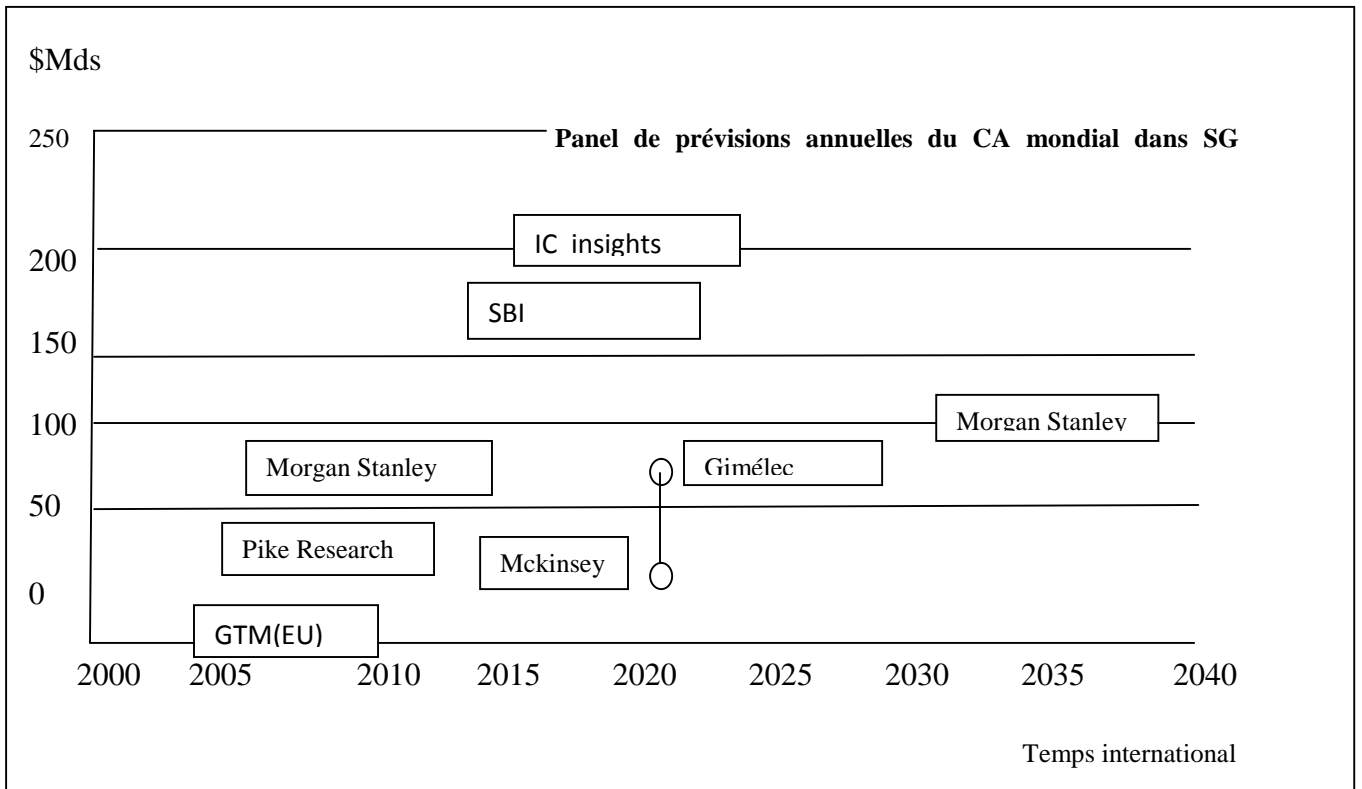 $Mds
250
Panel de prévisions annuelles du CA mondial dans SG
IC insights
200
SBI
150
Morgan Stanley
100
Morgan Stanley
Gimélec
50
Pike Research
Mckinsey
0
GTM(EU)
2000 2005 2010 2015 2020 2025 2030 2035 2040
Temps international